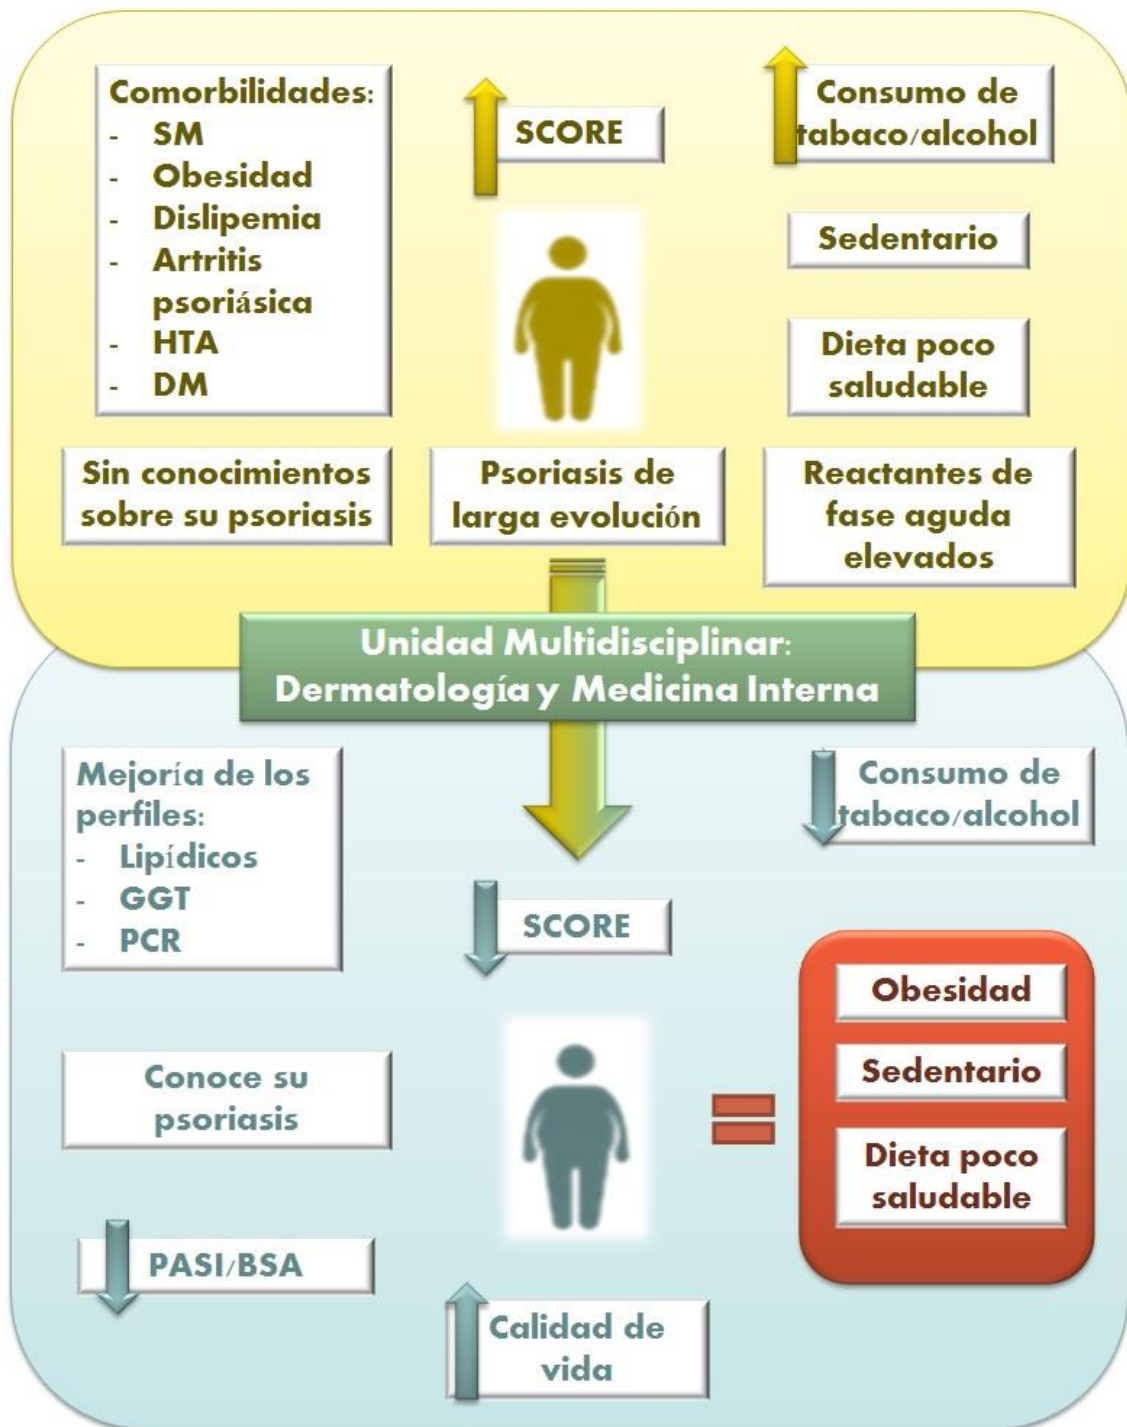 Comorbilidades:
- SM
- Obesidad
- Dislipemia
- Artritis
psoriásica
- HTA
- DM
SCORE
Consumo de
tabaco/alcohol
Sedentario
Dieta poco
saludable
Sin conocimientos
sobre su psoriasis
Psoriasis de
larga evolución
Reactantes de
fase aguda
elevados
Unidad Multidisciplinar:
Dermatología y Medicina Interna
Mejoría de los
perfiles:
- Lipídicos
- GGT
- PCR
SCORE
Consumo de
tabaco/alcohol
Conoce su
psoriasis
Obesidad
Sedentario
Dieta poco
saludable
PASI/BSA
Calidad de
vida